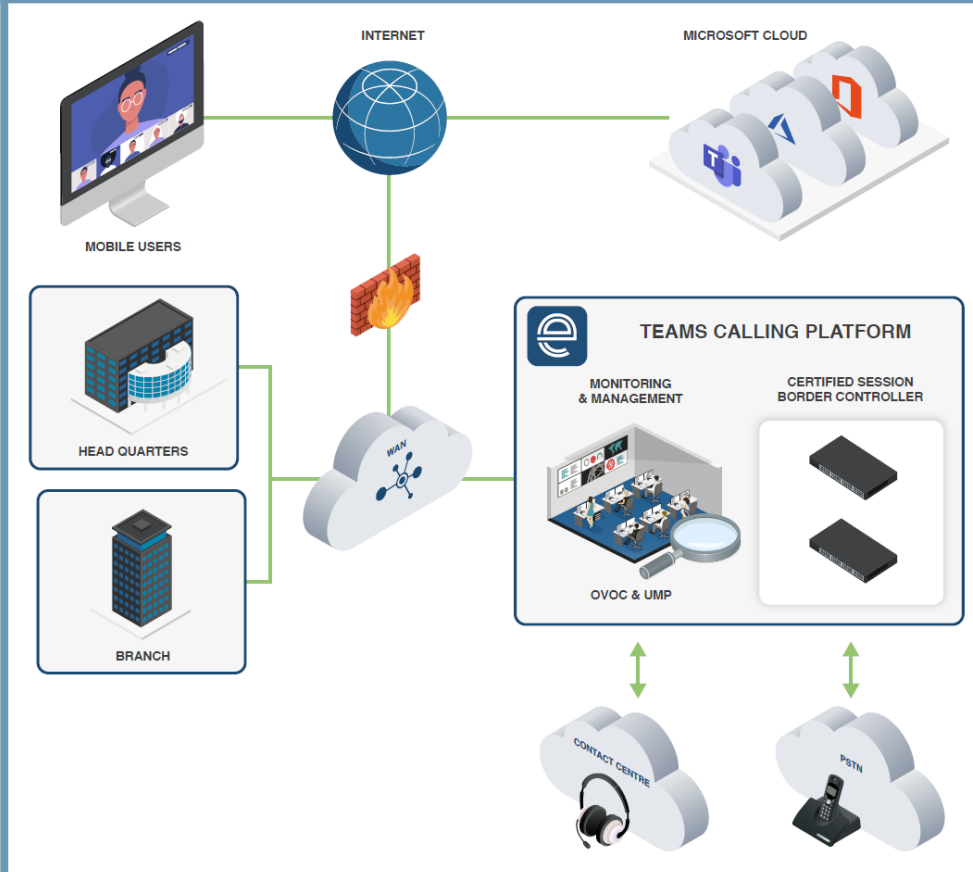 INTERNET
MICROSOFT CLOUD
MOBILE USERS
TEAMS CALLING PLATFORM
MONITORING
& MANAGEMENT
CERTIFIED SESSION
BORDER CONTROLLER
HEAD QUARTERS
WAN
OVOC & UMP
BRANCH
CONTACT CENTRE
PSTN